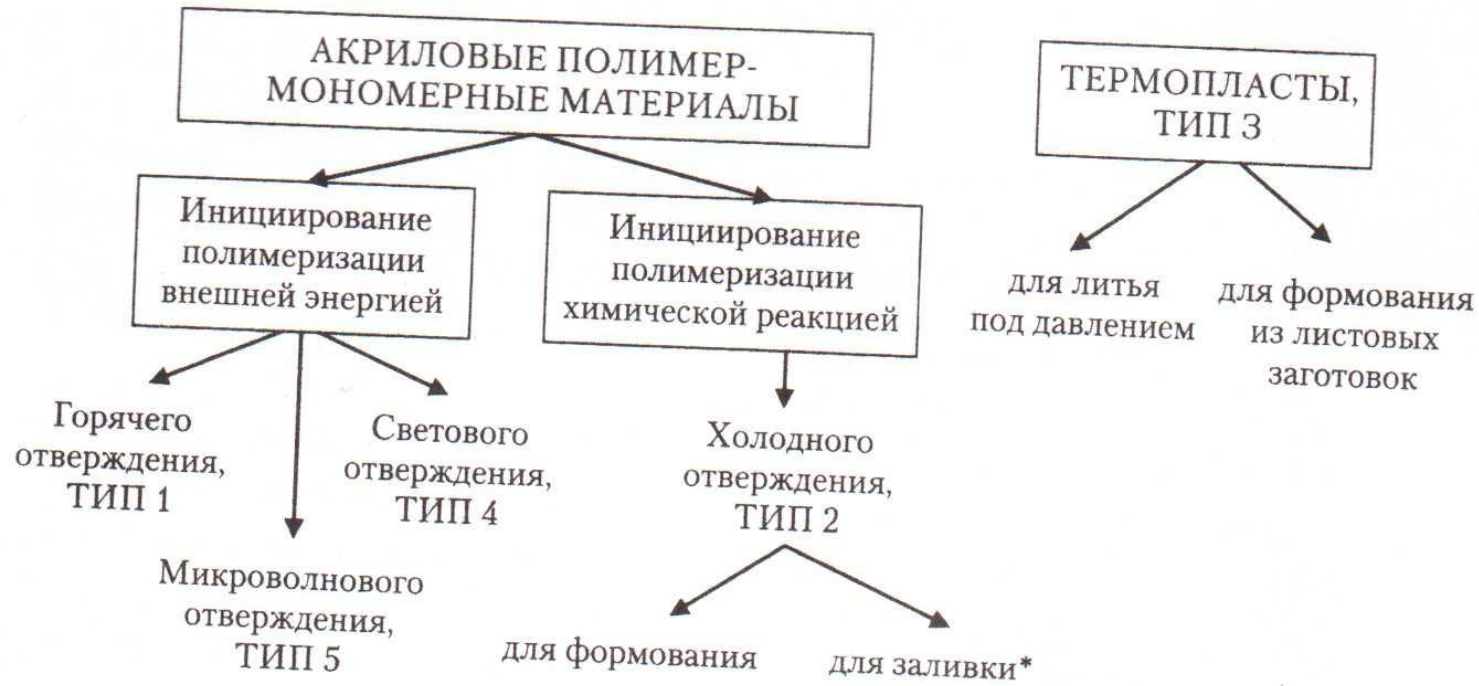 АКРИЛОВЫЕ ПОЛИМЕР-
МОНОМЕРНЫЕ МАТЕРИАЛЫ
ТЕРМОПЛАСТЫ,
ТИП 3
Инициирование
полимеризации
внешней энергией
Инициирование
полимеризации
химической реакцией
для литья
под давлением
для формования
из листовых
заготовок
Горячего
отверждения,
ТИП 1
Светового
отверждения,
ТИП 4
Холодного
отверждения,
ТИП 2
Микроволнового
отверждения,
ТИП 5
для формования
для заливки*